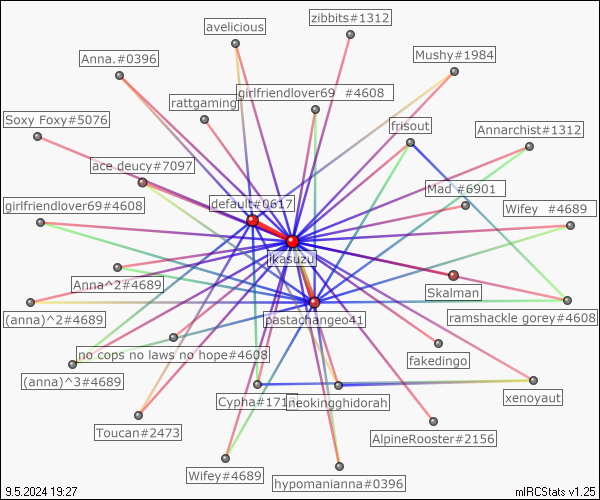 zibbits#1312
avelicious
Mushy#1984
Anna.#0396
girlfriendlover69 #4608
rattgaming
Soxy Foxy#5076
frisout
Annarchist#1312
ace deucy#7097
Mad #6901
default#0617
girlfriendlover69#4608
Wifey #4689
ikasuzu
Anna^2#4689
Skalman
(anna)^2#4689
pastachangeo41
ramshackle gorey#4608
no cops no laws no hope#4608
fakedingo
(anna)^3#4689
Cypha#171
neokingghidorah
xenoyaut
Toucan#2473
AlpineRooster#2156
Wifey#4689
hypomanianna#0396
9.5.2024 19:27
mIRCStats v1.25